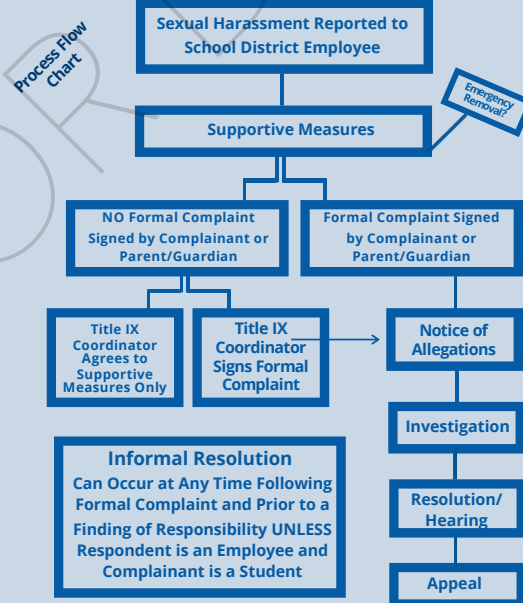 Process Flow
Chart
Sexual Harassment Reported to
School District Employee
Emergency
Removal?
Supportive Measures
NO Formal Complaint
Signed by Complainant or
Parent/Guardian
Formal Complaint Signed
by Complainant or
Parent/Guardian
Title IX
Coordinator
Agrees to
Supportive
Measures Only
Title IX
Coordinator
Signs Formal
Complaint
Notice of
Allegations
Investigation
Informal Resolution
Can Occur at Any Time Following
Formal Complaint and Prior to a
Finding of Responsibility UNLESS
Respondent is an Employee and
Complainant is a Student
Resolution/
Hearing
Appeal